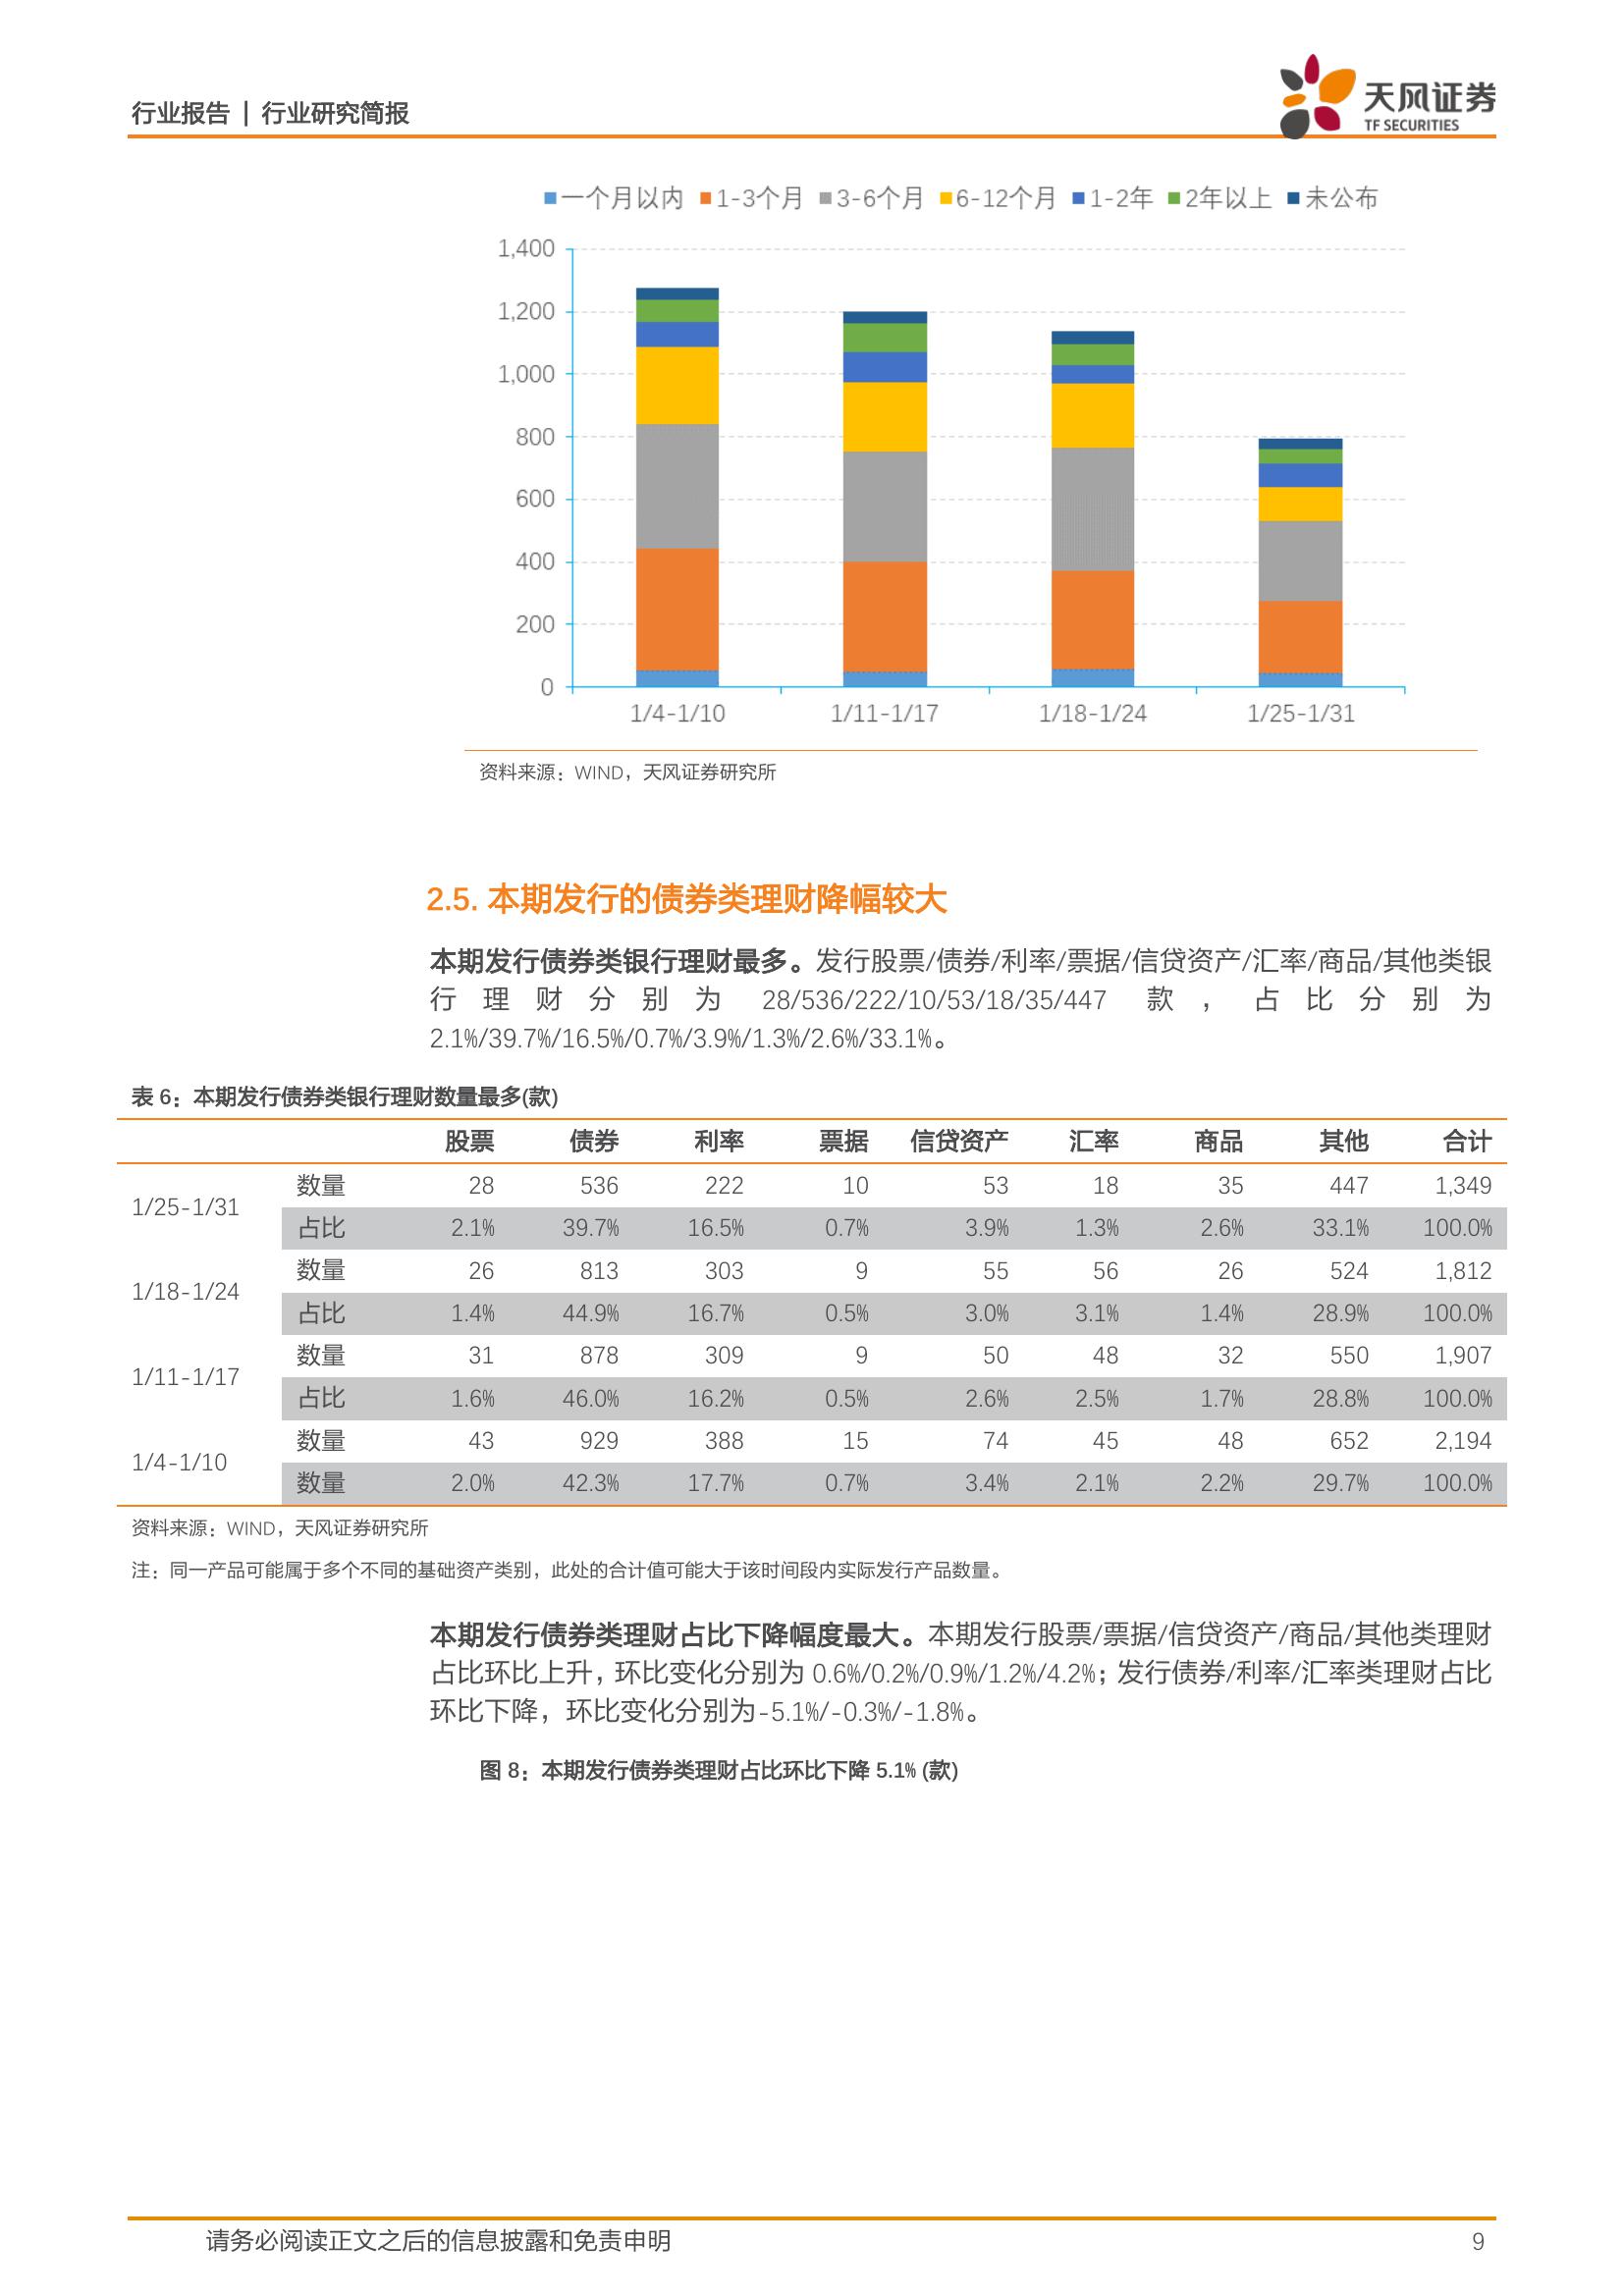 行业报告 | 行业研究简报
天风证券
TF SECURITIES
一个月以内 1-3个月 3-6个月 6-12个月 1-2年 2年以上 未公布
1,400
1,200
1,000
800
600
400
200
0
1/4-1/10 1/11-1/17 1/18-1/24 1/25-1/31
资料来源：WIND，天风证券研究所
2.5. 本期发行的债券类理财降幅较大
本期发行债券类银行理财最多。发行股票/债券/利率/票据/信贷资产/汇率/商品/其他类银
行理财分别为 28/536/222/10/53/18/35/447 款，占比分别为
2.1%/39.7%/16.5%/0.7%/3.9%/1.3%/2.6%/33.1%。
表 6：本期发行债券类银行理财数量最多(款)
股票 债券 利率 票据 信贷资产 汇率 商品 其他 合计
1/25-1/31
数量 28 536 222 10 53 18 35 447 1,349
占比 2.1% 39.7% 16.5% 0.7% 3.9% 1.3% 2.6% 33.1% 100.0%
1/18-1/24
数量 26 813 303 9 55 56 26 524 1,812
占比 1.4% 44.9% 16.7% 0.5% 3.0% 3.1% 1.4% 28.9% 100.0%
1/11-1/17
数量 31 878 309 9 50 48 32 550 1,907
占比 1.6% 46.0% 16.2% 0.5% 2.6% 2.5% 1.7% 28.8% 100.0%
1/4-1/10
数量 43 929 388 15 74 45 48 652 2,194
数量 2.0% 42.3% 17.7% 0.7% 3.4% 2.1% 2.2% 29.7% 100.0%
资料来源：WIND，天风证券研究所
注：同一产品可能属于多个不同的基础资产类别，此处的合计值可能大于该时间段内实际发行产品数量。
本期发行债券类理财占比下降幅度最大。本期发行股票/票据/信贷资产/商品/其他类理财
占比环比上升，环比变化分别为 0.6%/0.2%/0.9%/1.2%/4.2%；发行债券/利率/汇率类理财占比
环比下降，环比变化分别为-5.1%/-0.3%/-1.8%。
图 8：本期发行债券类理财占比环比下降 5.1% (款)
请务必阅读正文之后的信息披露和免责申明 9